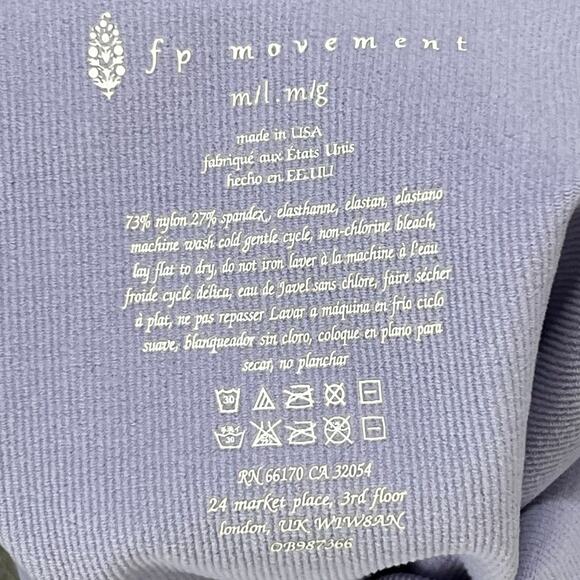 fp movement
m/l . m/g
made in USA
fabriqué aux États Unis
hecho en EE.UU
73% nylon 27% spandex, elasthanne, elastan, elastano
machine wash cold gentle cycle, non-chlorine bleach,
lay flat to dry, do not iron laver à la machine à l'eau
froide cycle delica, eau de Javel sans chlore, faire sécher
à plat, ne pas repasser Lavar a máquina en frío ciclo
suave, blanqueador sin cloro, coloque en plano para
secar, no planchar
30
30
RN 66170 CA 32054
24 market place, 3rd floor
london, UK W1W8AN
OB987366